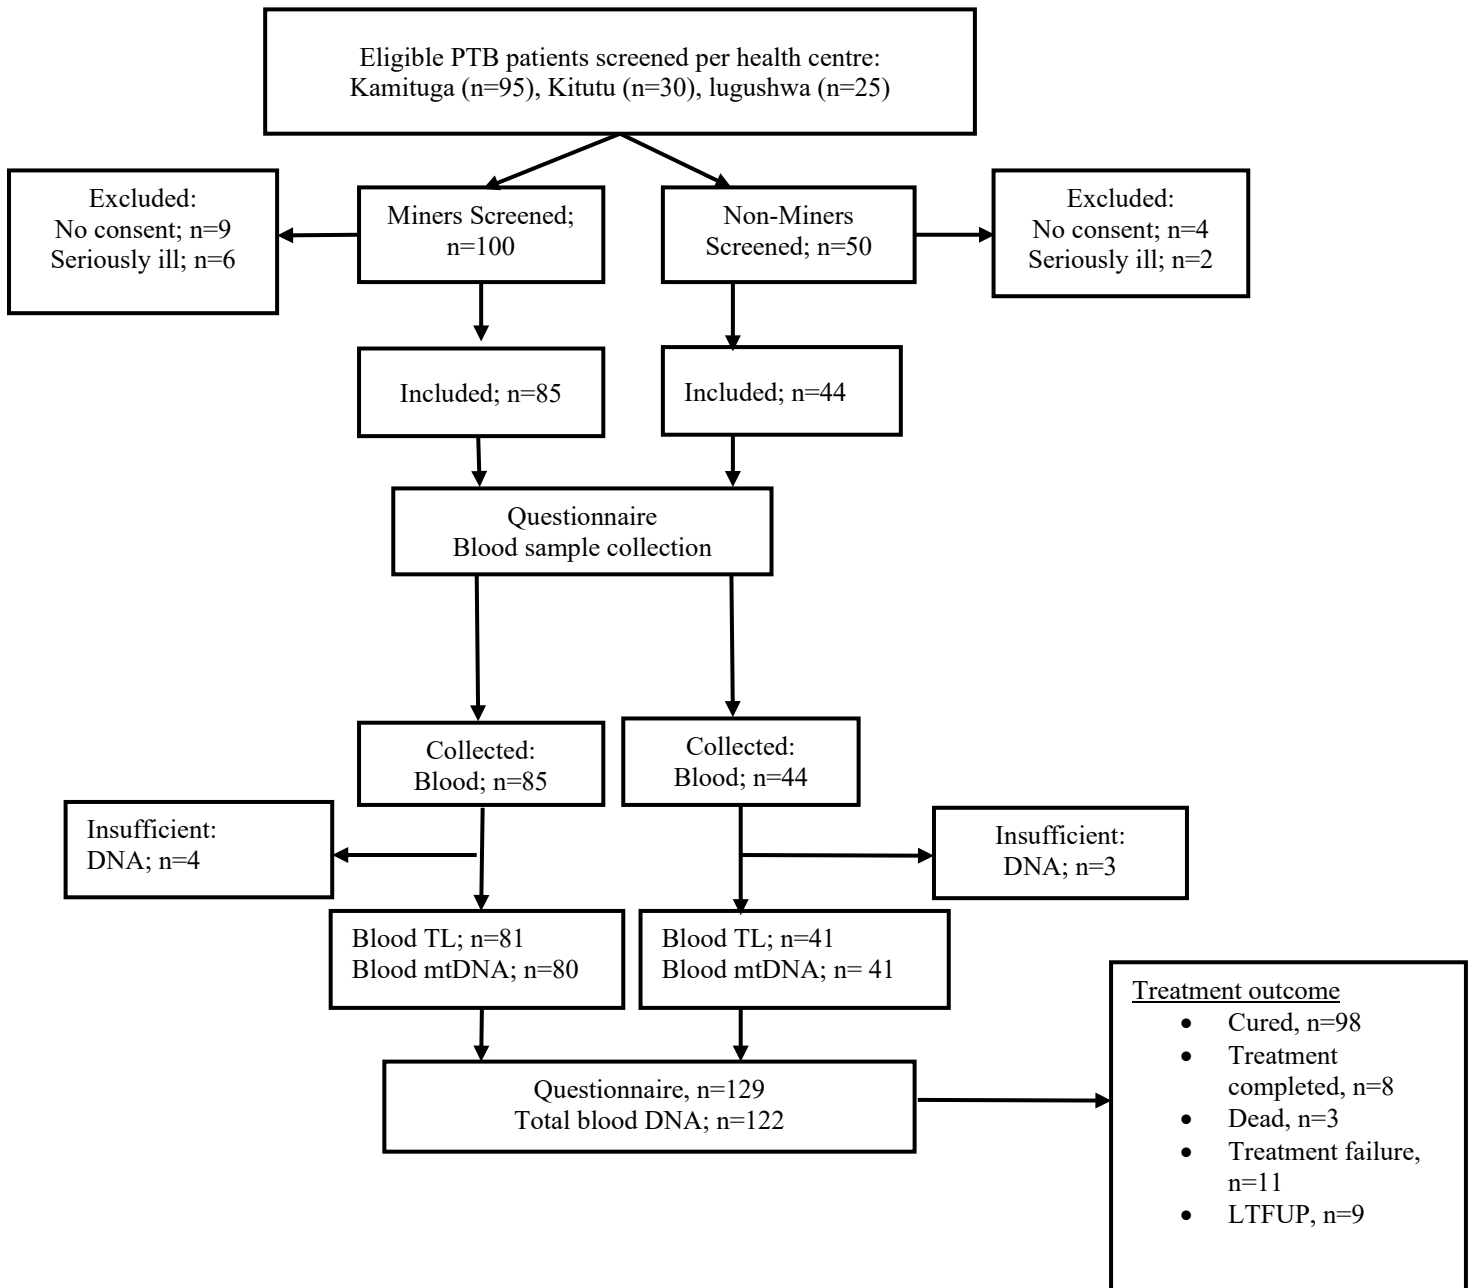 Eligible PTB patients screened per health centre:
Kamituga (n=95), Kitutu (n=30), lugushwa (n=25)
Excluded:
No consent; n=9
Seriously ill; n=6
Miners Screened;
n=100
Non-Miners
Screened; n=50
Excluded:
No consent; n=4
Seriously ill; n=2
Included; n=85
Included; n=44
Questionnaire
Blood sample collection
Collected:
Blood; n=85
Collected:
Blood; n=44
Insufficient:
DNA; n=4
Insufficient:
DNA; n=3
Blood TL; n=81
Blood mtDNA; n=80
Blood TL; n=41
Blood mtDNA; n= 41
Questionnaire, n=129
Total blood DNA; n=122
Treatment outcome
• Cured, n=98
• Treatment
completed, n=8
• Dead, n=3
• Treatment failure,
n=11
• LTFUP, n=9